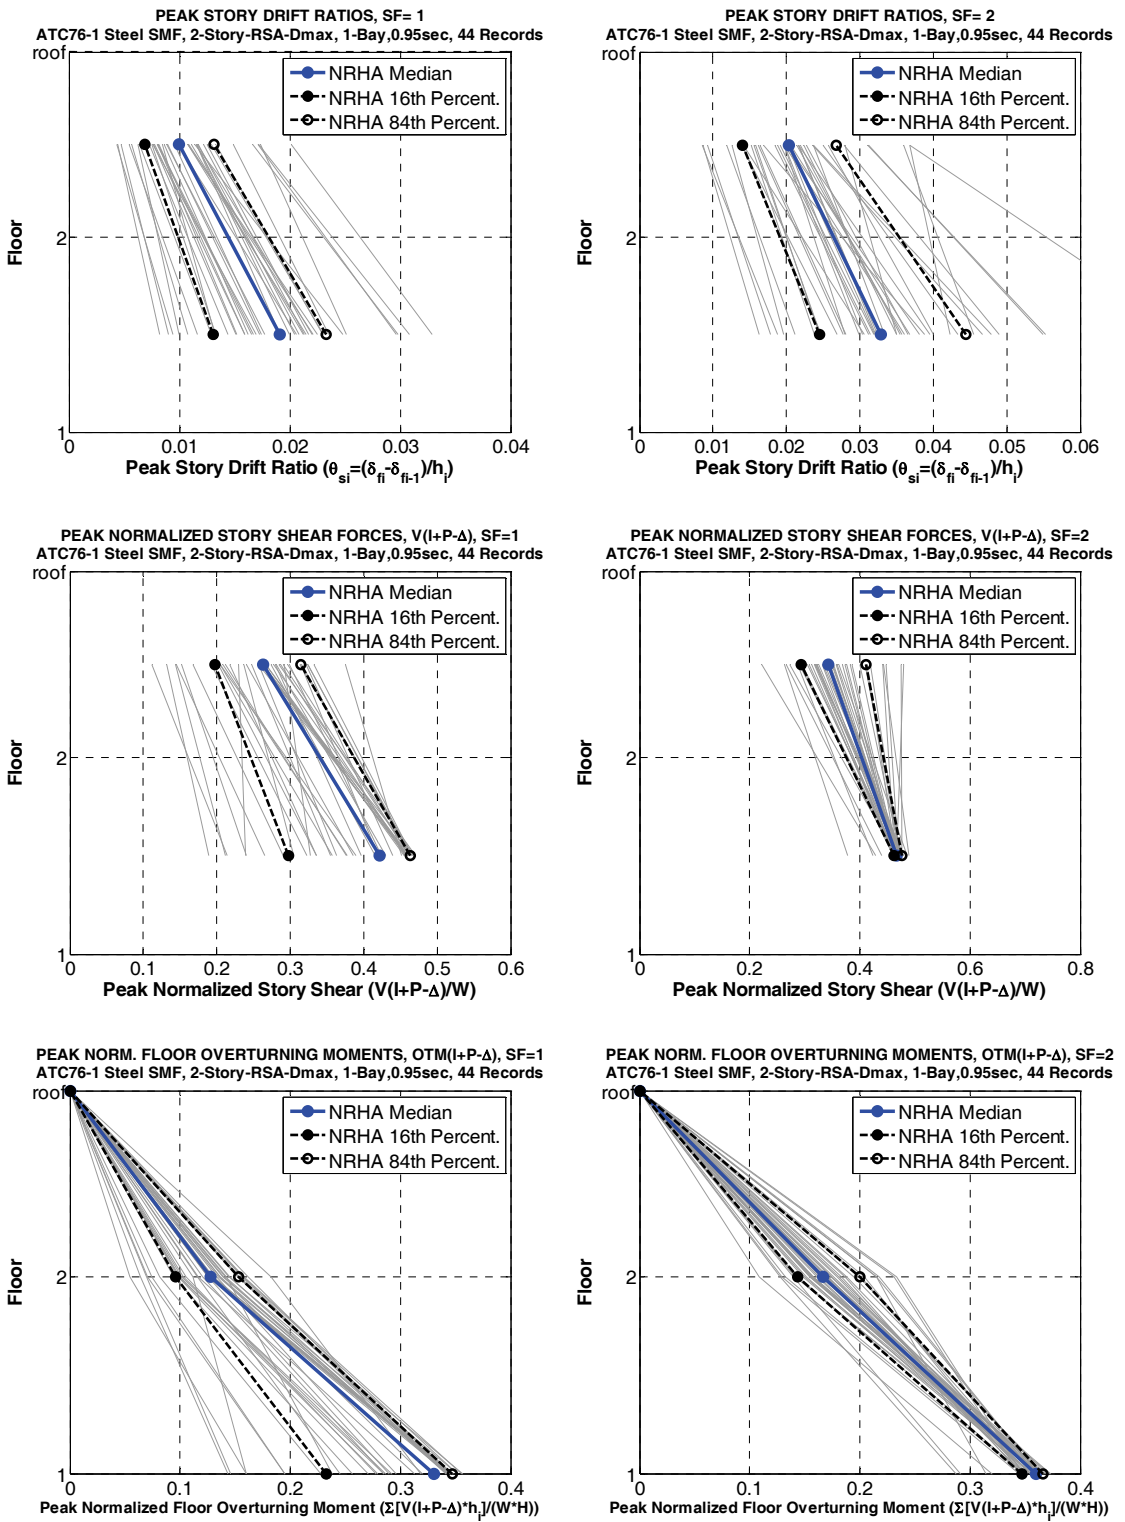 PEAK STORY DRIFT RATIOS, SF= 1
ATC76-1 Steel SMF, 2-Story-RSA-Dmax, 1-Bay,0.95sec, 44 Records
roof
NRHA Median
NRHA 16th Percent.
NRHA 84th Percent.
Floor
2
1
0 0.01 0.02 0.03 0.04
Peak Story Drift Ratio (θsi=(δfi-δfi-1)/hi)
PEAK STORY DRIFT RATIOS, SF= 2
ATC76-1 Steel SMF, 2-Story-RSA-Dmax, 1-Bay,0.95sec, 44 Records
roof
NRHA Median
NRHA 16th Percent.
NRHA 84th Percent.
Floor
2
1
0 0.01 0.02 0.03 0.04 0.05 0.06
Peak Story Drift Ratio (θsi=(δfi-δfi-1)/hi)
PEAK NORMALIZED STORY SHEAR FORCES, V(I+P-Δ), SF=1
ATC76-1 Steel SMF, 2-Story-RSA-Dmax, 1-Bay,0.95sec, 44 Records
roof
NRHA Median
NRHA 16th Percent.
NRHA 84th Percent.
Floor
2
1
0 0.1 0.2 0.3 0.4 0.5 0.6
Peak Normalized Story Shear (V(I+P-Δ)/W)
PEAK NORMALIZED STORY SHEAR FORCES, V(I+P-Δ), SF=2
ATC76-1 Steel SMF, 2-Story-RSA-Dmax, 1-Bay,0.95sec, 44 Records
roof
NRHA Median
NRHA 16th Percent.
NRHA 84th Percent.
Floor
2
1
0 0.2 0.4 0.6 0.8
Peak Normalized Story Shear (V(I+P-Δ)/W)
PEAK NORM. FLOOR OVERTURNING MOMENTS, OTM(I+P-Δ), SF=1
ATC76-1 Steel SMF, 2-Story-RSA-Dmax, 1-Bay,0.95sec, 44 Records
roof
NRHA Median
NRHA 16th Percent.
NRHA 84th Percent.
Floor
2
1
0 0.1 0.2 0.3 0.4
Peak Normalized Floor Overturning Moment (Σ[V(I+P-Δ)*hi]/(W*H))
PEAK NORM. FLOOR OVERTURNING MOMENTS, OTM(I+P-Δ), SF=2
ATC76-1 Steel SMF, 2-Story-RSA-Dmax, 1-Bay,0.95sec, 44 Records
roof
NRHA Median
NRHA 16th Percent.
NRHA 84th Percent.
Floor
2
1
0 0.1 0.2 0.3 0.4
Peak Normalized Floor Overturning Moment (Σ[V(I+P-Δ)*hi]/(W*H))